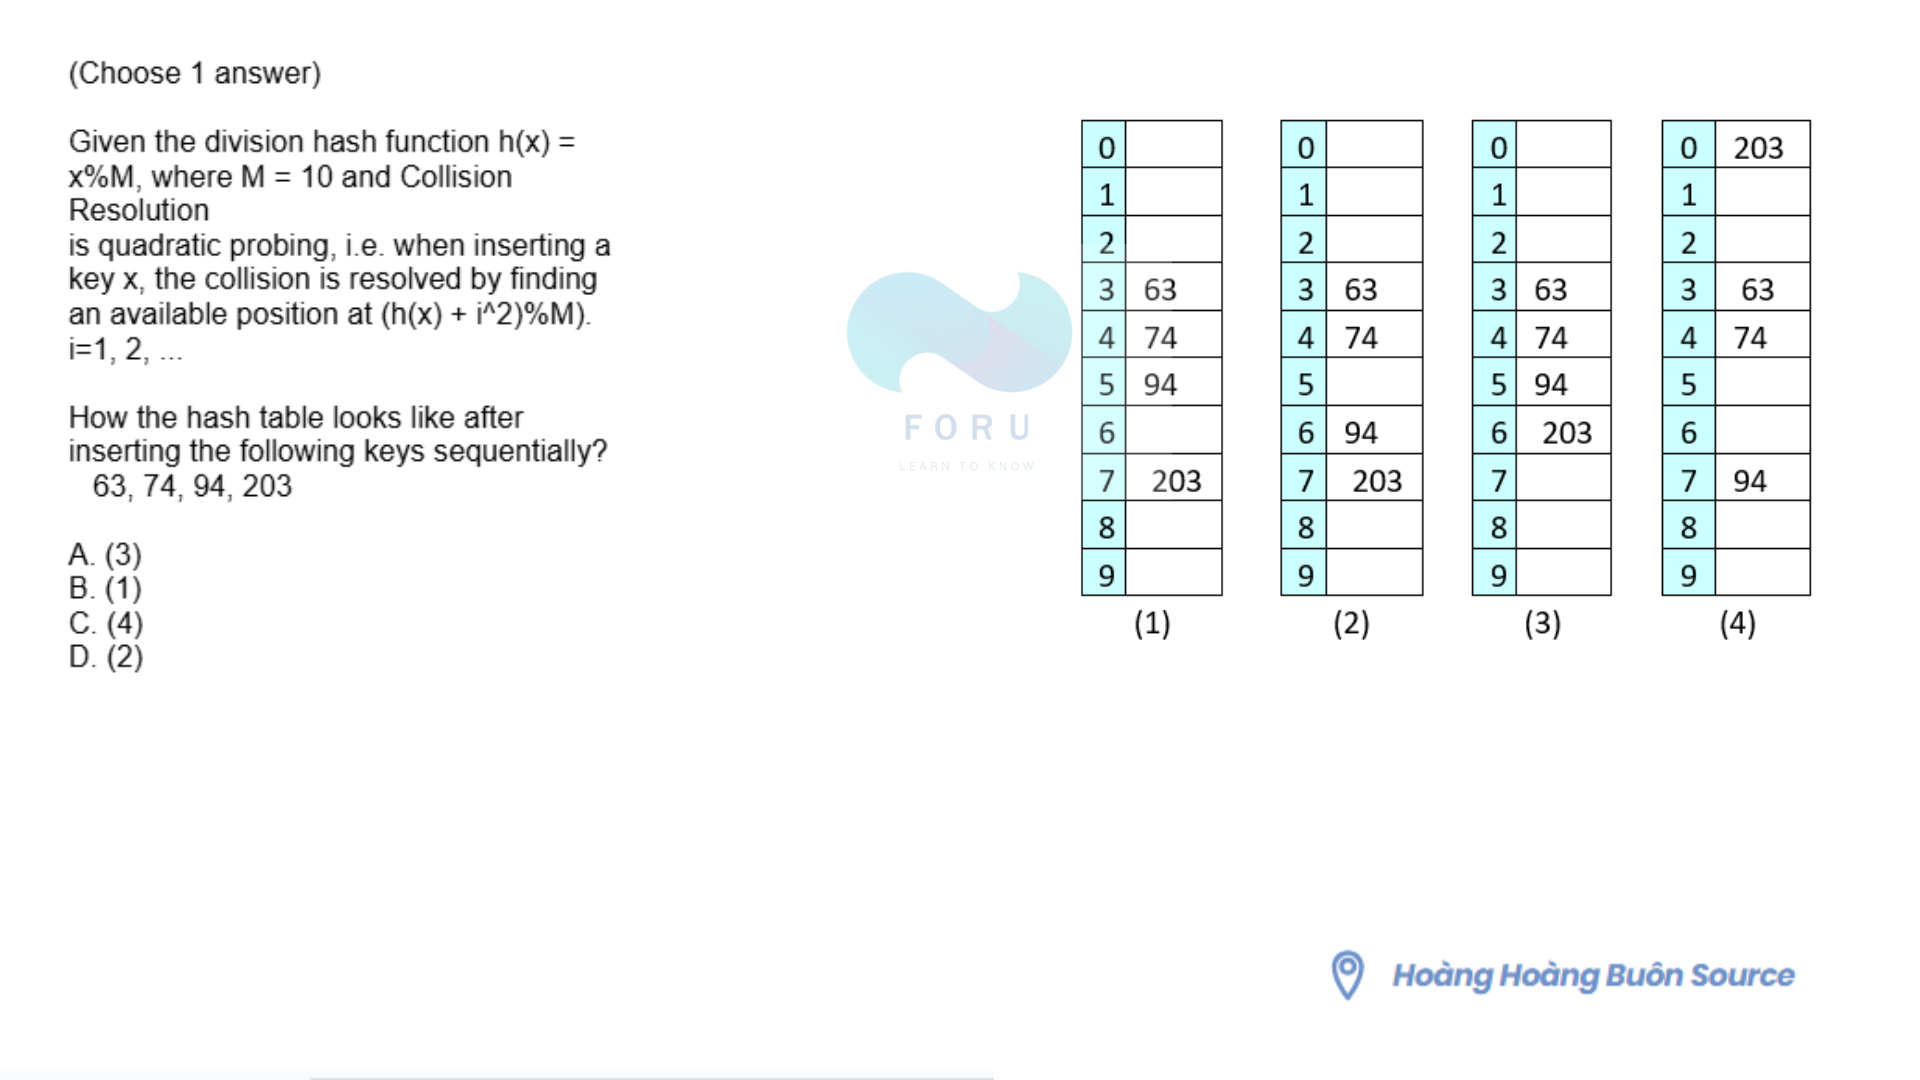 (Choose 1 answer)
Given the division hash function h(x) =
x%M, where M = 10 and Collision
Resolution
is quadratic probing, i.e. when inserting a
key x, the collision is resolved by finding
an available position at (h(x) + i^2)%M).
i=1, 2, ...
How the hash table looks like after
inserting the following keys sequentially?
63, 74, 94, 203
A. (3)
B. (1)
C. (4)
D. (2)
FORU
LEARN TO KNOW
0
1
2
3 63
4 74
5 94
6
7 203
8
9
(1)
0
1
2
3 63
4 74
5
6 94
7 203
8
9
(2)
0
1
2
3 63
4 74
5 94
6 203
7
8
9
(3)
0 203
1
2
3 63
4 74
5
6
7 94
8
9
(4)
Hoàng Hoàng Buôn Source